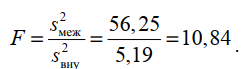 F = s²меж / s²вну = 56,25 / 5,19 = 10,84 .